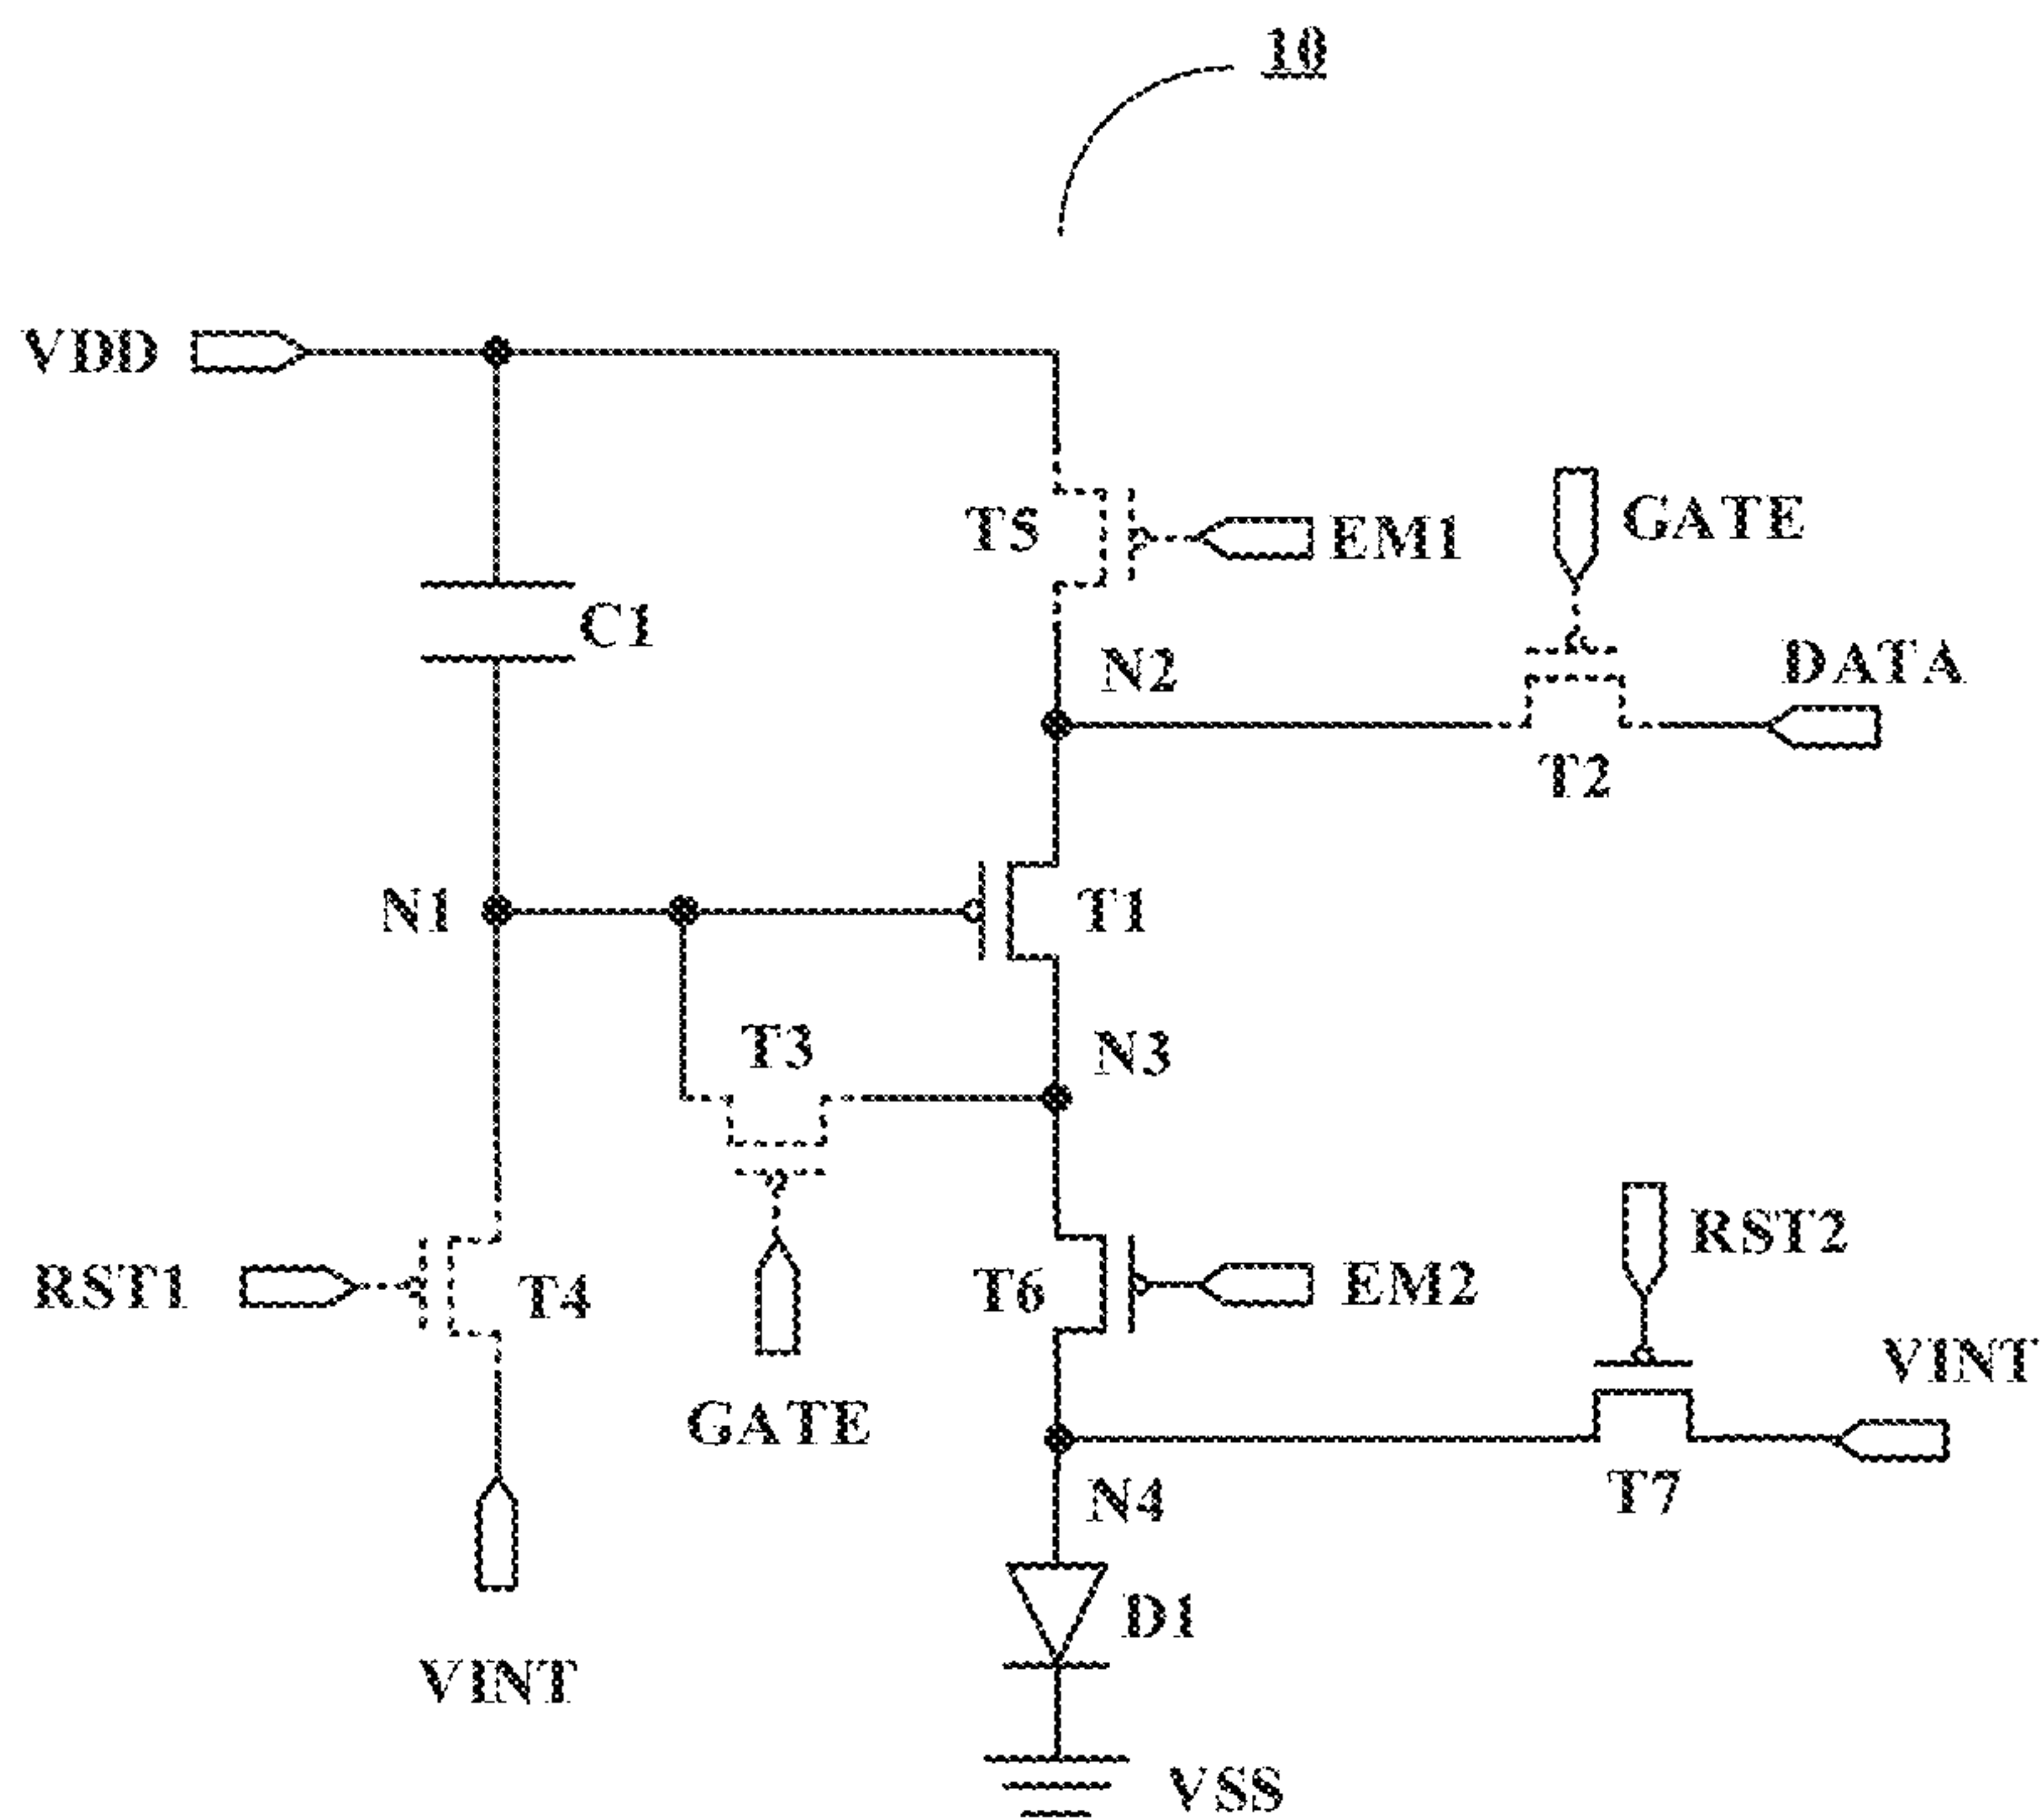 10
VDD
T5
EM1
GATE
C1
N2
DATA
T2
N1
T1
T3
N3
RST1
T4
T6
EM2
RST2
GATE
VINT
N4
T7
D1
VINT
VSS